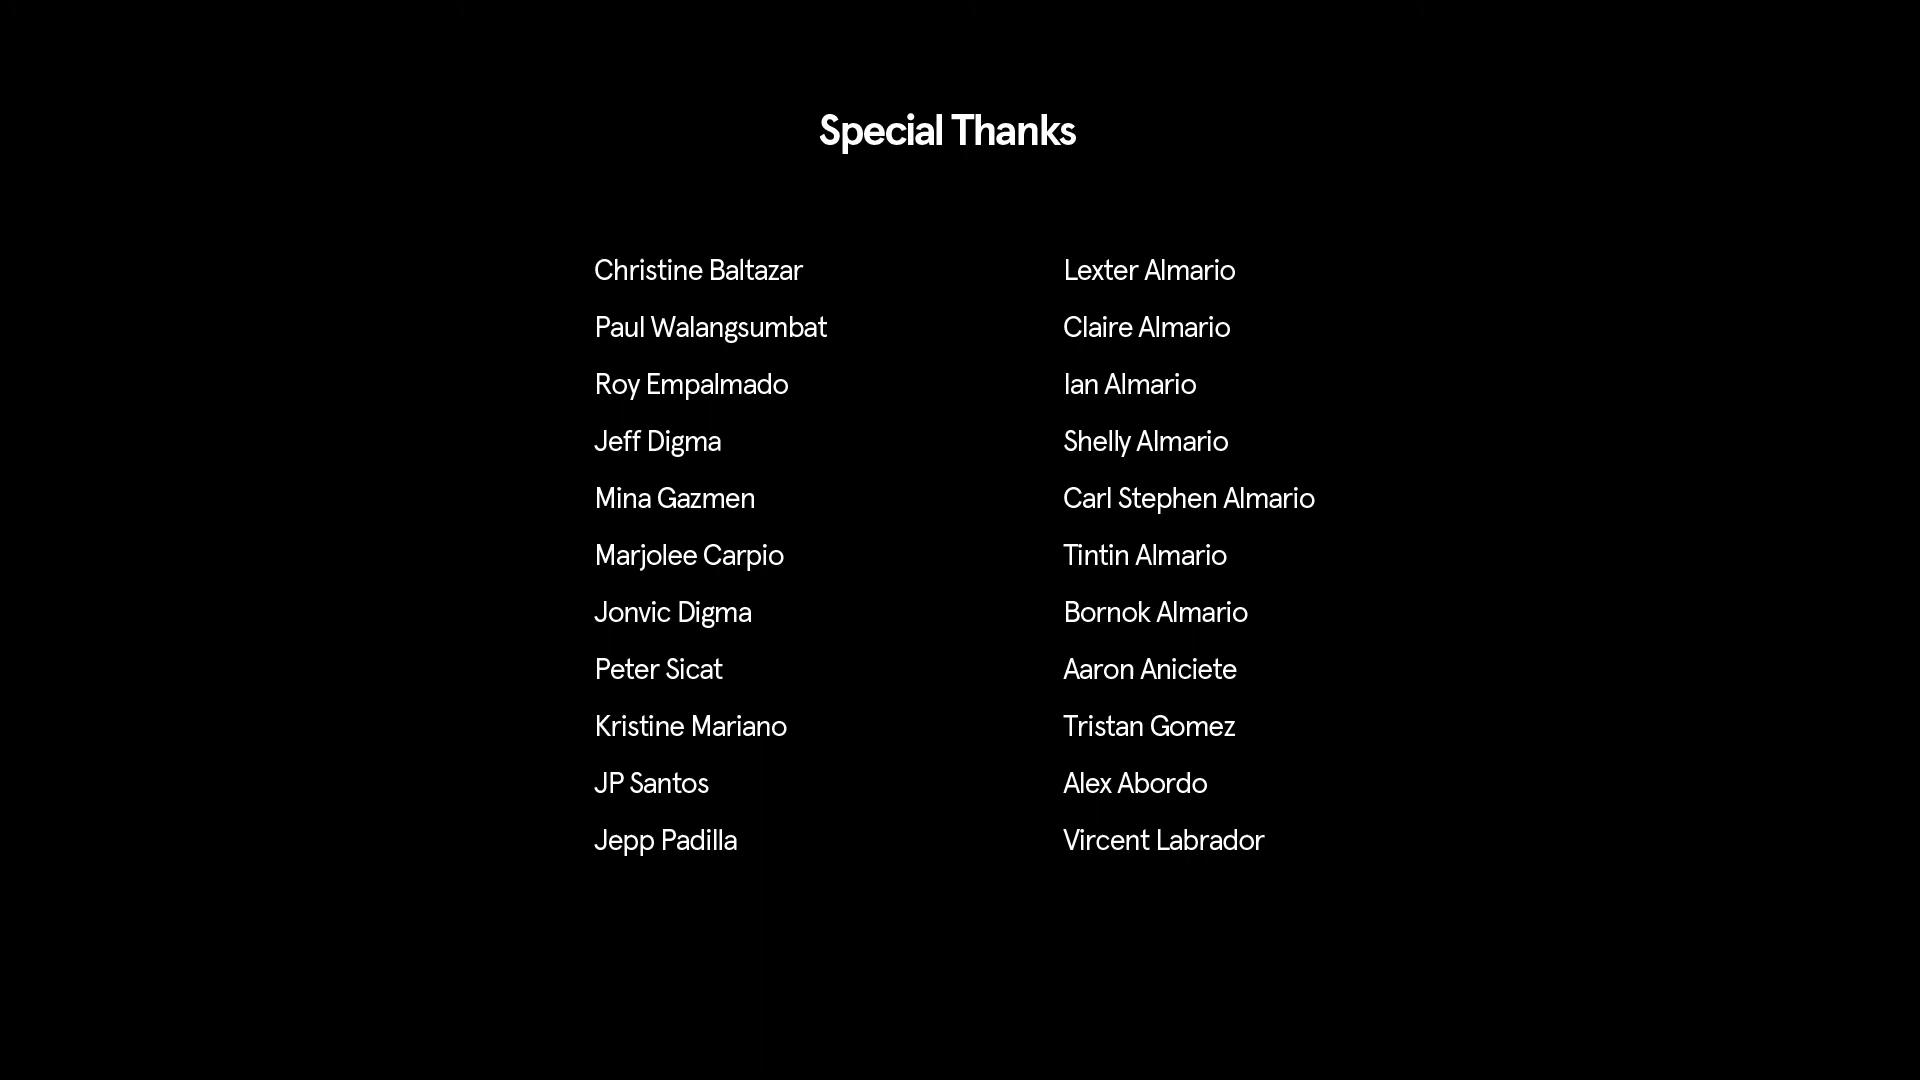 Special Thanks
Christine Baltazar
Paul Walangsumbat
Roy Empalmado
Jeff Digma
Mina Gazmen
Marjolee Carpio
Jonvic Digma
Peter Sicat
Kristine Mariano
JP Santos
Jepp Padilla
Lexter Almario
Claire Almario
Ian Almario
Shelly Almario
Carl Stephen Almario
Tintin Almario
Bornok Almario
Aaron Aniciete
Tristan Gomez
Alex Abordo
Vircent Labrador